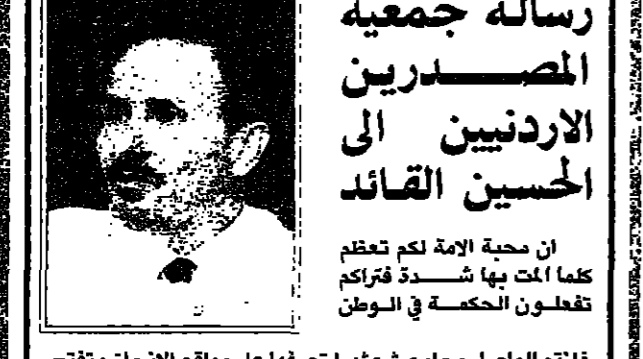 رسالة جمعية
المصدرين
الاردنيين الى
الحسين القائد
ان محبة الامة لكم تعظم
كلما المت بها شدة فتراكم
تفعلون الحكمة في الوطن